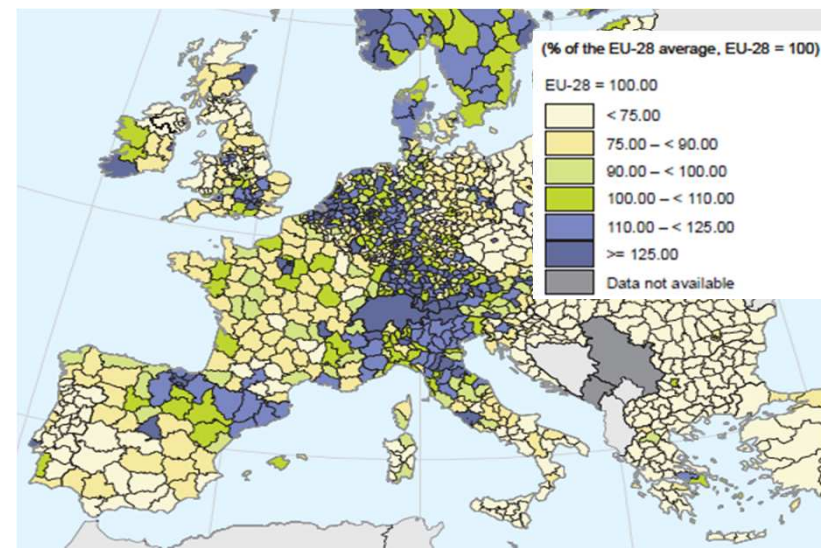 (% of the EU-28 average, EU-28 = 100)
EU-28 = 100.00
< 75.00
75.00 – < 90.00
90.00 – < 100.00
100.00 – < 110.00
110.00 – < 125.00
>= 125.00
Data not available